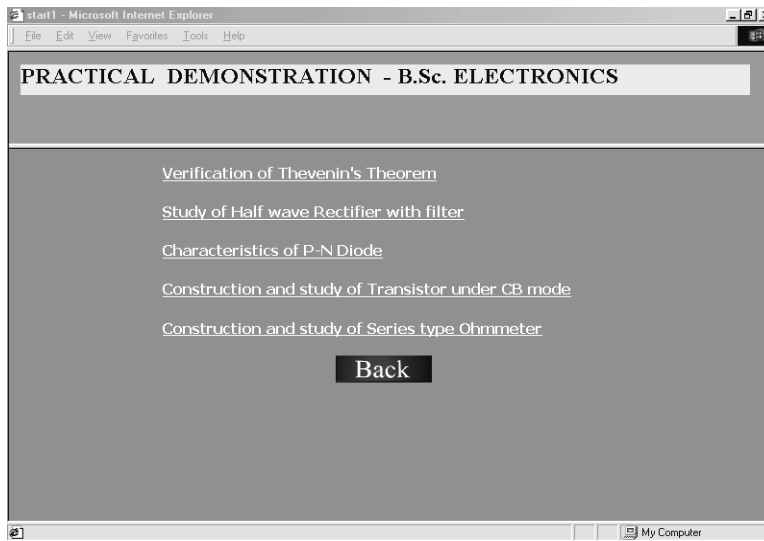 start1 - Microsoft Internet Explorer
File Edit View Favorites Tools Help
PRACTICAL DEMONSTRATION - B.Sc. ELECTRONICS
Verification of Thevenin's Theorem
Study of Half wave Rectifier with filter
Characteristics of P-N Diode
Construction and study of Transistor under CB mode
Construction and study of Series type Ohmmeter
Back
My Computer